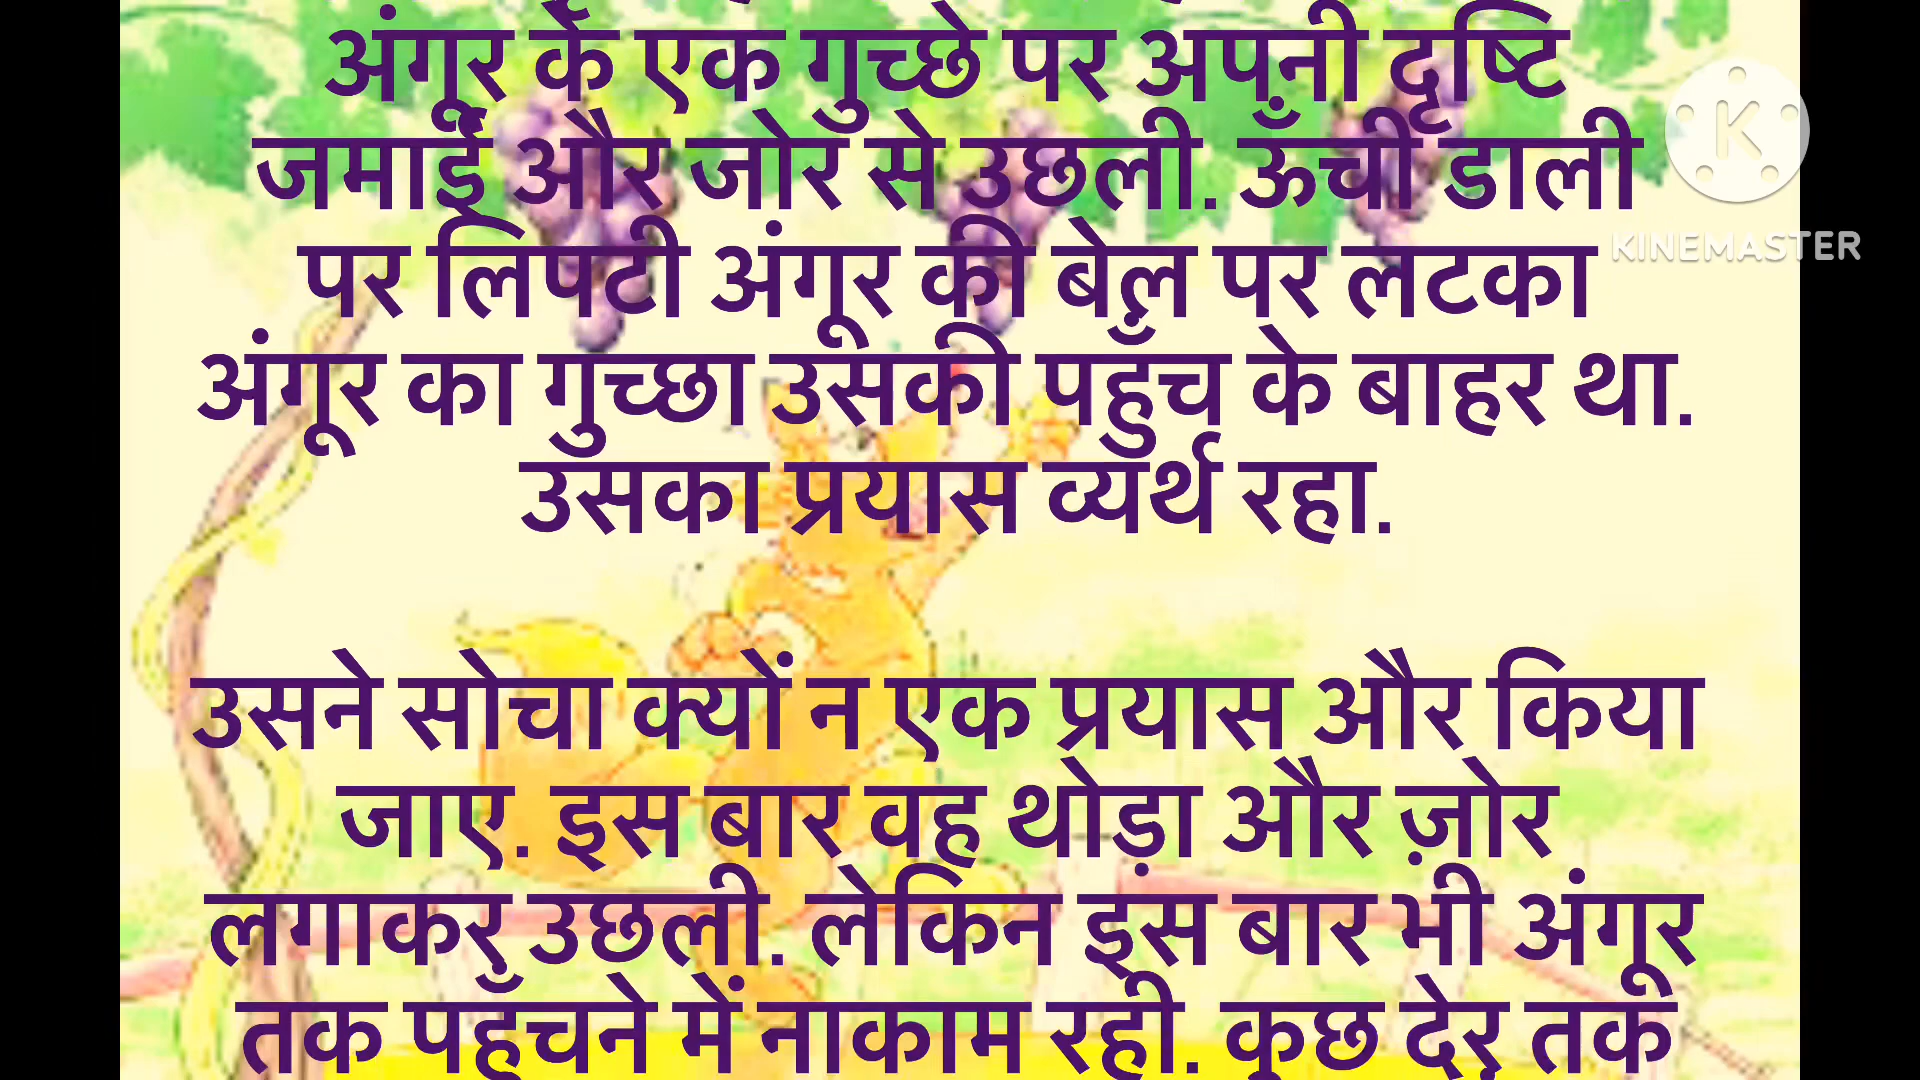 अंगूर के एक गुच्छे पर अपनी दृष्टि
जमाई और जोर से उछली. ऊँची डाली
पर लिपटी अंगूर की बेल पर लटका
अंगूर का गुच्छा उसकी पहुँच के बाहर था.
उसका प्रयास व्यर्थ रहा.
उसने सोचा क्यों न एक प्रयास और किया
जाए. इस बार वह थोड़ा और ज़ोर
लगाकर उछली. लेकिन इस बार भी अंगूर
तक पहुँचने में नाकाम रही. कुछ देर तक
K
KINEMASTER